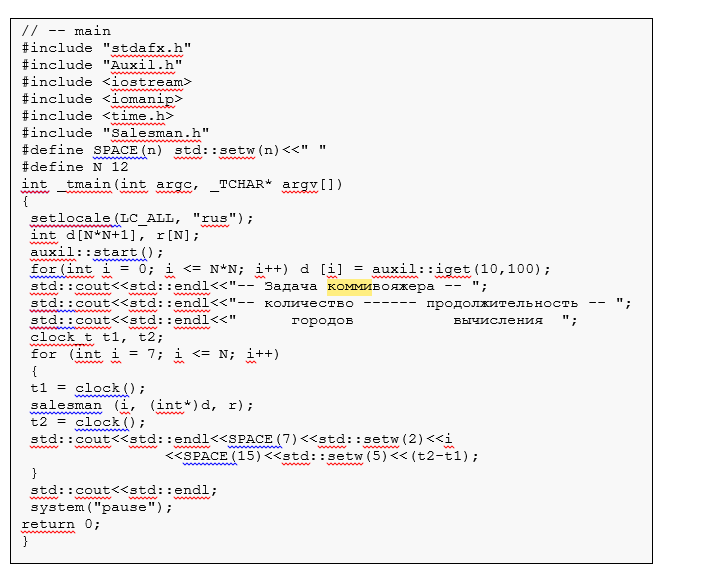 // -- main
#include "stdafx.h"
#include "Auxil.h"
#include <iostream>
#include <iomanip>
#include <time.h>
#include "Salesman.h"
#define SPACE(n) std::setw(n)<<" "
#define N 12
int _tmain(int argc, _TCHAR* argv[])
{
setlocale(LC_ALL, "rus");
int d[N*N+1], r[N];
auxil::start();
for(int i = 0; i <= N*N; i++) d [i] = auxil::iget(10,100);
std::cout<<std::endl<<"-- Задача коммивояжера -- ";
std::cout<<std::endl<<"-- количество ------ продолжительность -- ";
std::cout<<std::endl<<"      городов           вычисления  ";
clock_t t1, t2;
for (int i = 7; i <= N; i++)
{
t1 = clock();
salesman (i, (int*)d, r);
t2 = clock();
std::cout<<std::endl<<SPACE(7)<<std::setw(2)<<i
<<SPACE(15)<<std::setw(5)<<(t2-t1);
}
std::cout<<std::endl;
system("pause");
return 0;
}